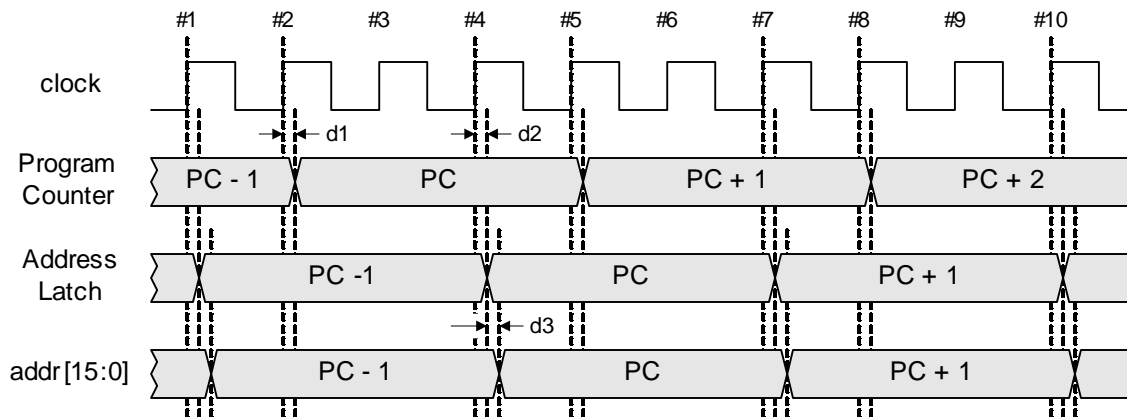 #1 #2 #3 #4 #5 #6 #7 #8 #9 #10
clock
d1 d2
Program
Counter
PC - 1 PC PC + 1 PC + 2
Address
Latch
PC -1 PC PC + 1
d3
addr[15:0]
PC - 1 PC PC + 1